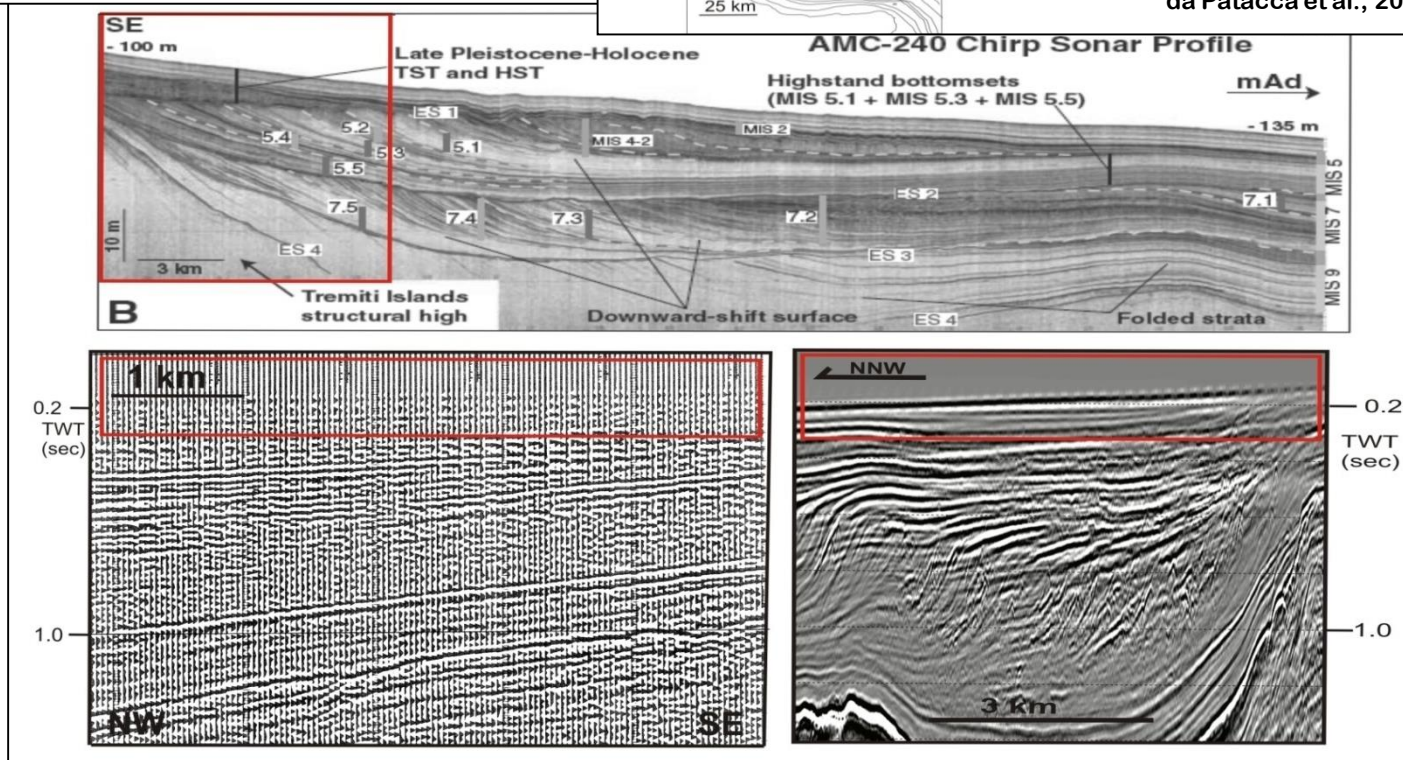 25 km
da Patacca et al., 20
SE
- 100 m
Late Pleistocene-Holocene
TST and HST
AMC-240 Chirp Sonar Profile
Highstand bottomsets
(MIS 5.1 + MIS 5.3 + MIS 5.5)
mAd
- 135 m
ES 1
5.4
5.2
5.3
5.1
5.5
MIS 4-2
MIS 2
ES 2
7.5
7.4
7.3
7.2
7.1
MIS 5
MIS 7
MIS 9
ES 3
ES 4
10 m
3 km
Tremiti Islands
structural high
B
Downward-shift surface
ES 4
Folded strata
1 km
0.2
TWT
(sec)
1.0
NW
SE
NNW
0.2
TWT
(sec)
1.0
3 km